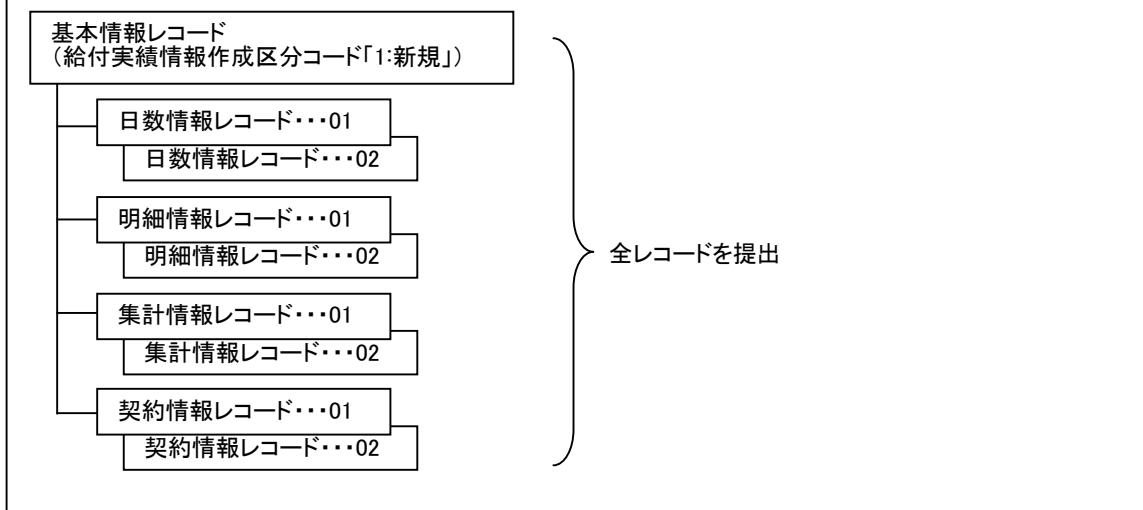 基本情報レコード
(給付実績情報作成区分コード「1:新規」)
日数情報レコード・・・01
日数情報レコード・・・02
明細情報レコード・・・01
明細情報レコード・・・02
全レコードを提出
集計情報レコード・・・01
集計情報レコード・・・02
契約情報レコード・・・01
契約情報レコード・・・02